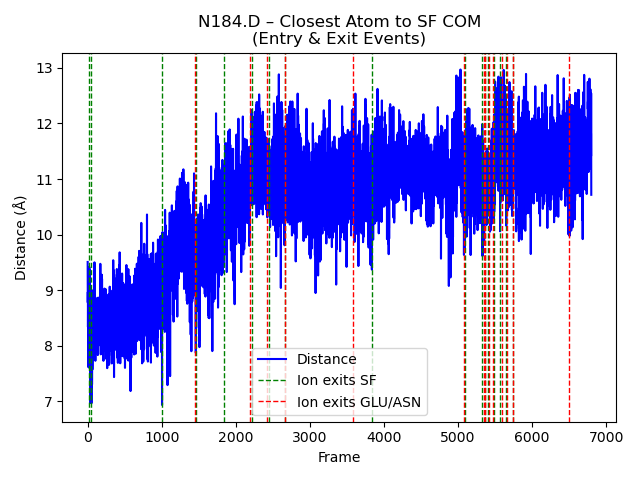 N184.D – Closest Atom to SF COM
(Entry & Exit Events)
Distance (Å)
13
12
11
10
9
8
7
Distance
Ion exits SF
Ion exits GLU/ASN
0 1000 2000 3000 4000 5000 6000 7000
Frame